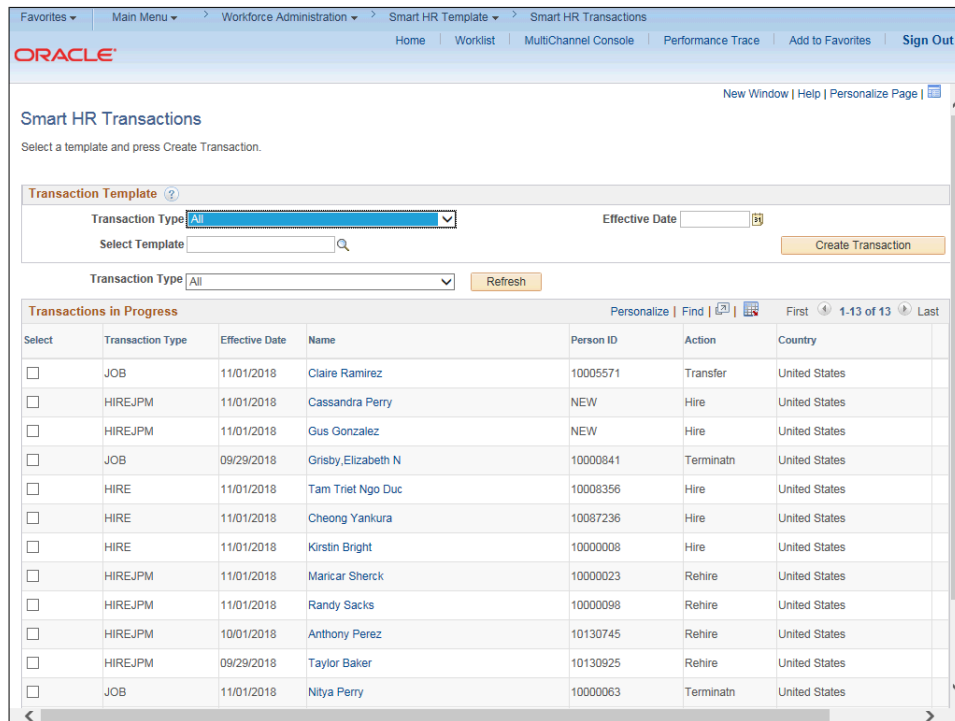 Favorites Main Menu > Workforce Administration > Smart HR Template > Smart HR Transactions
Home | Worklist | MultiChannel Console | Performance Trace | Add to Favorites | Sign Out
ORACLE
New Window | Help | Personalize Page |
Smart HR Transactions
Select a template and press Create Transaction.
Transaction Template ?
Transaction Type All Effective Date 31
Select Template Create Transaction
Transaction Type All Refresh
Transactions in Progress Personalize | Find | | First 1-13 of 13 Last
Select Transaction Type Effective Date Name Person ID Action Country
JOB 11/01/2018 Claire Ramirez 10005571 Transfer United States
HIREJPM 11/01/2018 Cassandra Perry NEW Hire United States
HIREJPM 11/01/2018 Gus Gonzalez NEW Hire United States
JOB 09/29/2018 Grisby,Elizabeth N 10000841 Terminatn United States
HIRE 11/01/2018 Tam Triet Ngo Duc 10008356 Hire United States
HIRE 11/01/2018 Cheong Yankura 10087236 Hire United States
HIRE 11/01/2018 Kirstin Bright 10000008 Hire United States
HIREJPM 11/01/2018 Maricar Sherck 10000023 Rehire United States
HIREJPM 11/01/2018 Randy Sacks 10000098 Rehire United States
HIREJPM 10/01/2018 Anthony Perez 10130745 Rehire United States
HIREJPM 09/29/2018 Taylor Baker 10130925 Rehire United States
JOB 11/01/2018 Nitya Perry 10000063 Terminatn United States